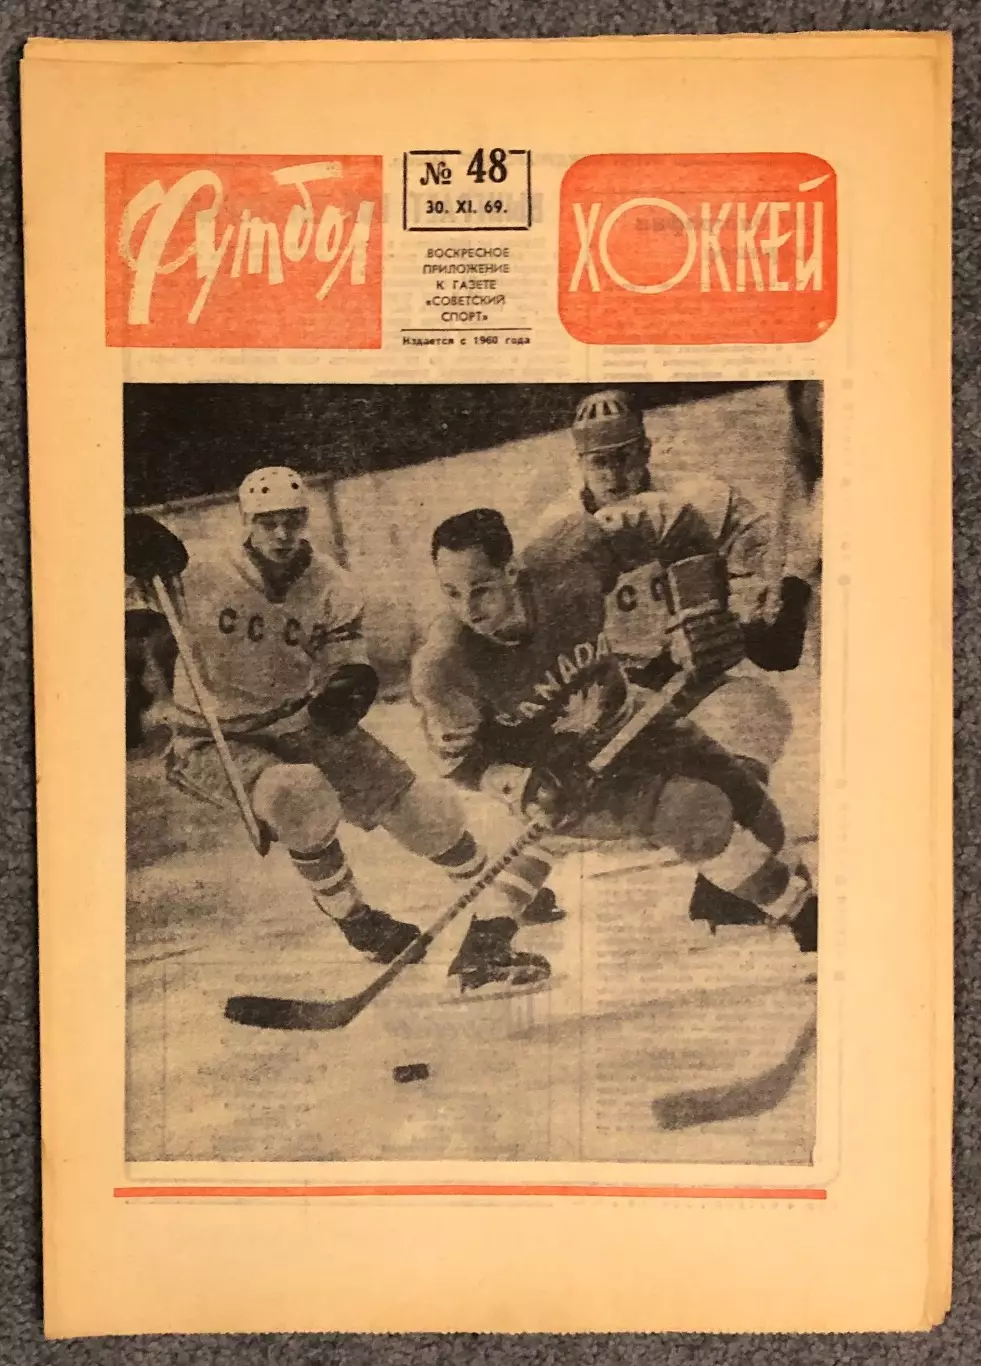 Футбол
№ 48
30. XI. 69.
ВОСКРЕСНОЕ
ПРИЛОЖЕНИЕ
К ГАЗЕТЕ
«СОВЕТСКИЙ
СПОРТ»
Издается с 1960 года
ХОККЕЙ
СССР
CANADA
СС